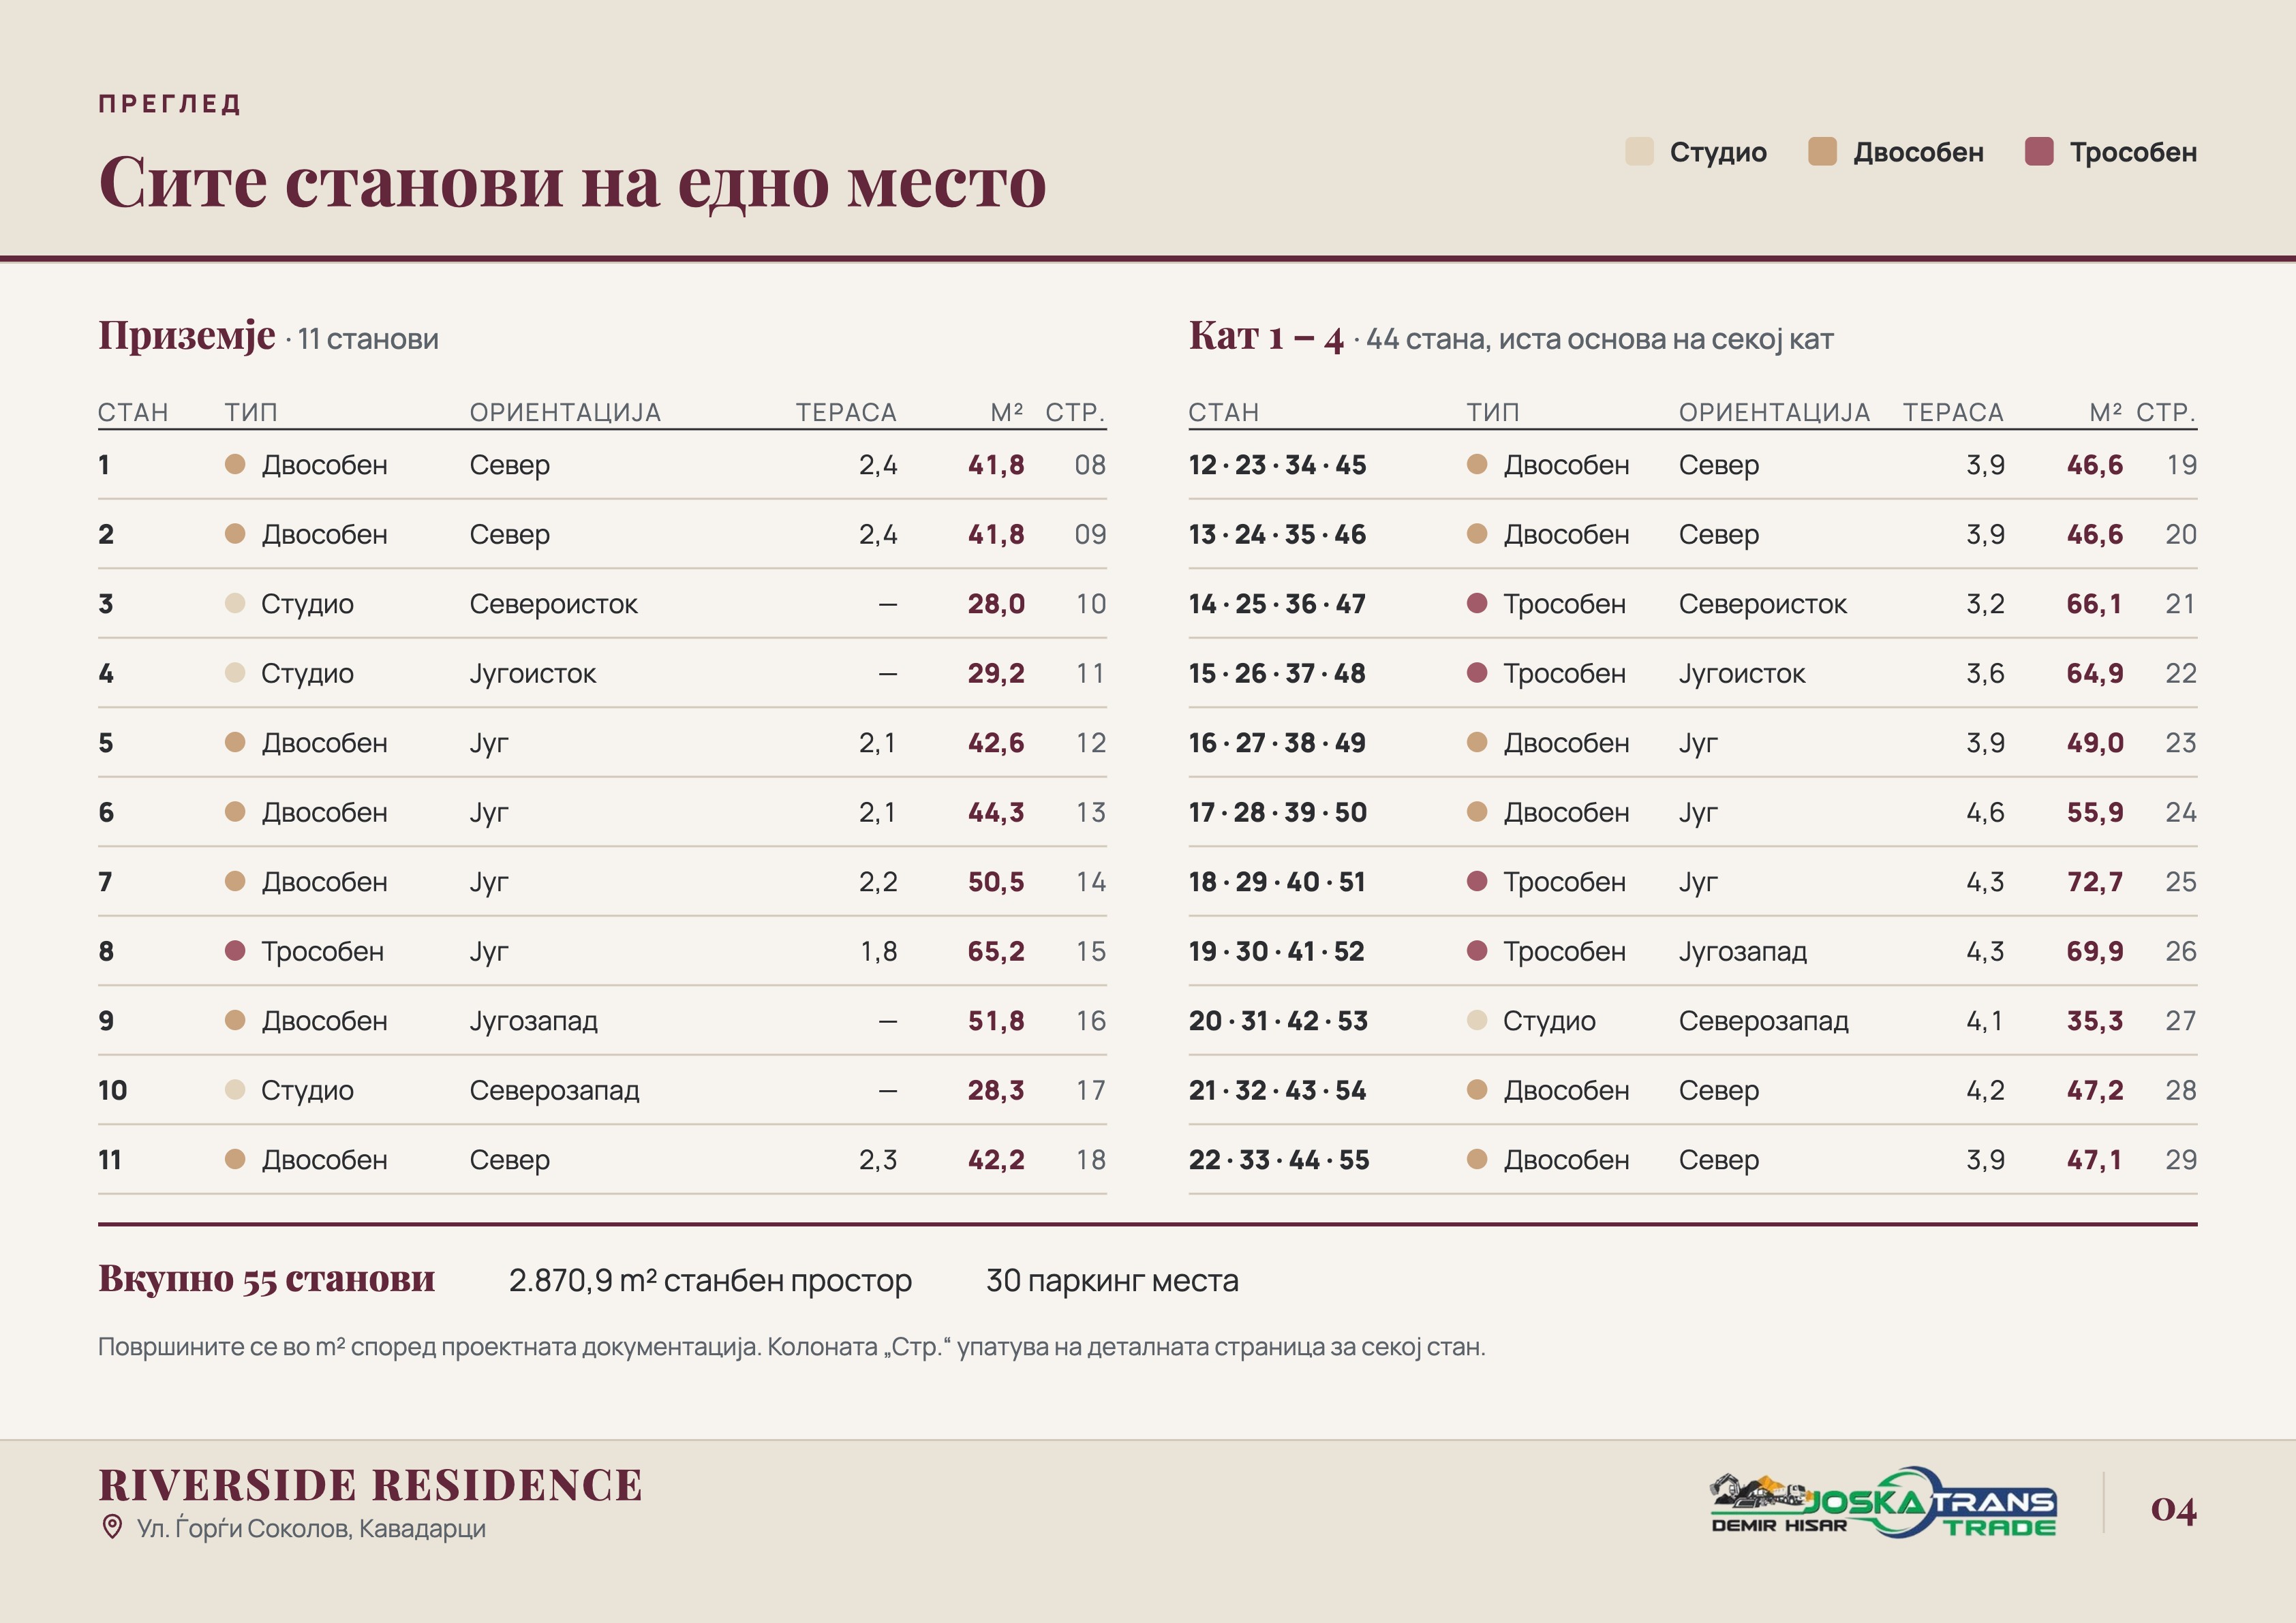 ПРЕГЛЕД
Сите станови на едно место
Студио Двособен Трособен
Приземје · 11 станови
СТАН ТИП ОРИЕНТАЦИЈА ТЕРАСА М² СТР.
1 Двособен Север 2,4 41,8 08
2 Двособен Север 2,4 41,8 09
3 Студио Североисток — 28,0 10
4 Студио Југоисток — 29,2 11
5 Двособен Југ 2,1 42,6 12
6 Двособен Југ 2,1 44,3 13
7 Двособен Југ 2,2 50,5 14
8 Трособен Југ 1,8 65,2 15
9 Двособен Југозапад — 51,8 16
10 Студио Северозапад — 28,3 17
11 Двособен Север 2,3 42,2 18
Кат 1 – 4 · 44 стана, иста основа на секој кат
СТАН ТИП ОРИЕНТАЦИЈА ТЕРАСА М² СТР.
12 · 23 · 34 · 45 Двособен Север 3,9 46,6 19
13 · 24 · 35 · 46 Двособен Север 3,9 46,6 20
14 · 25 · 36 · 47 Трособен Североисток 3,2 66,1 21
15 · 26 · 37 · 48 Трособен Југоисток 3,6 64,9 22
16 · 27 · 38 · 49 Двособен Југ 3,9 49,0 23
17 · 28 · 39 · 50 Двособен Југ 4,6 55,9 24
18 · 29 · 40 · 51 Трособен Југ 4,3 72,7 25
19 · 30 · 41 · 52 Трособен Југозапад 4,3 69,9 26
20 · 31 · 42 · 53 Студио Северозапад 4,1 35,3 27
21 · 32 · 43 · 54 Двособен Север 4,2 47,2 28
22 · 33 · 44 · 55 Двособен Север 3,9 47,1 29
Вкупно 55 станови 2.870,9 m² станбен простор 30 паркинг места
Површините се во m² според проектната документација. Колоната „Стр.“ упатува на деталната страница за секој стан.
RIVERSIDE RESIDENCE
Ул. Ѓорѓи Соколов, Кавадарци
JOSKA TRANS
DEMIR HISAR TRADE
04